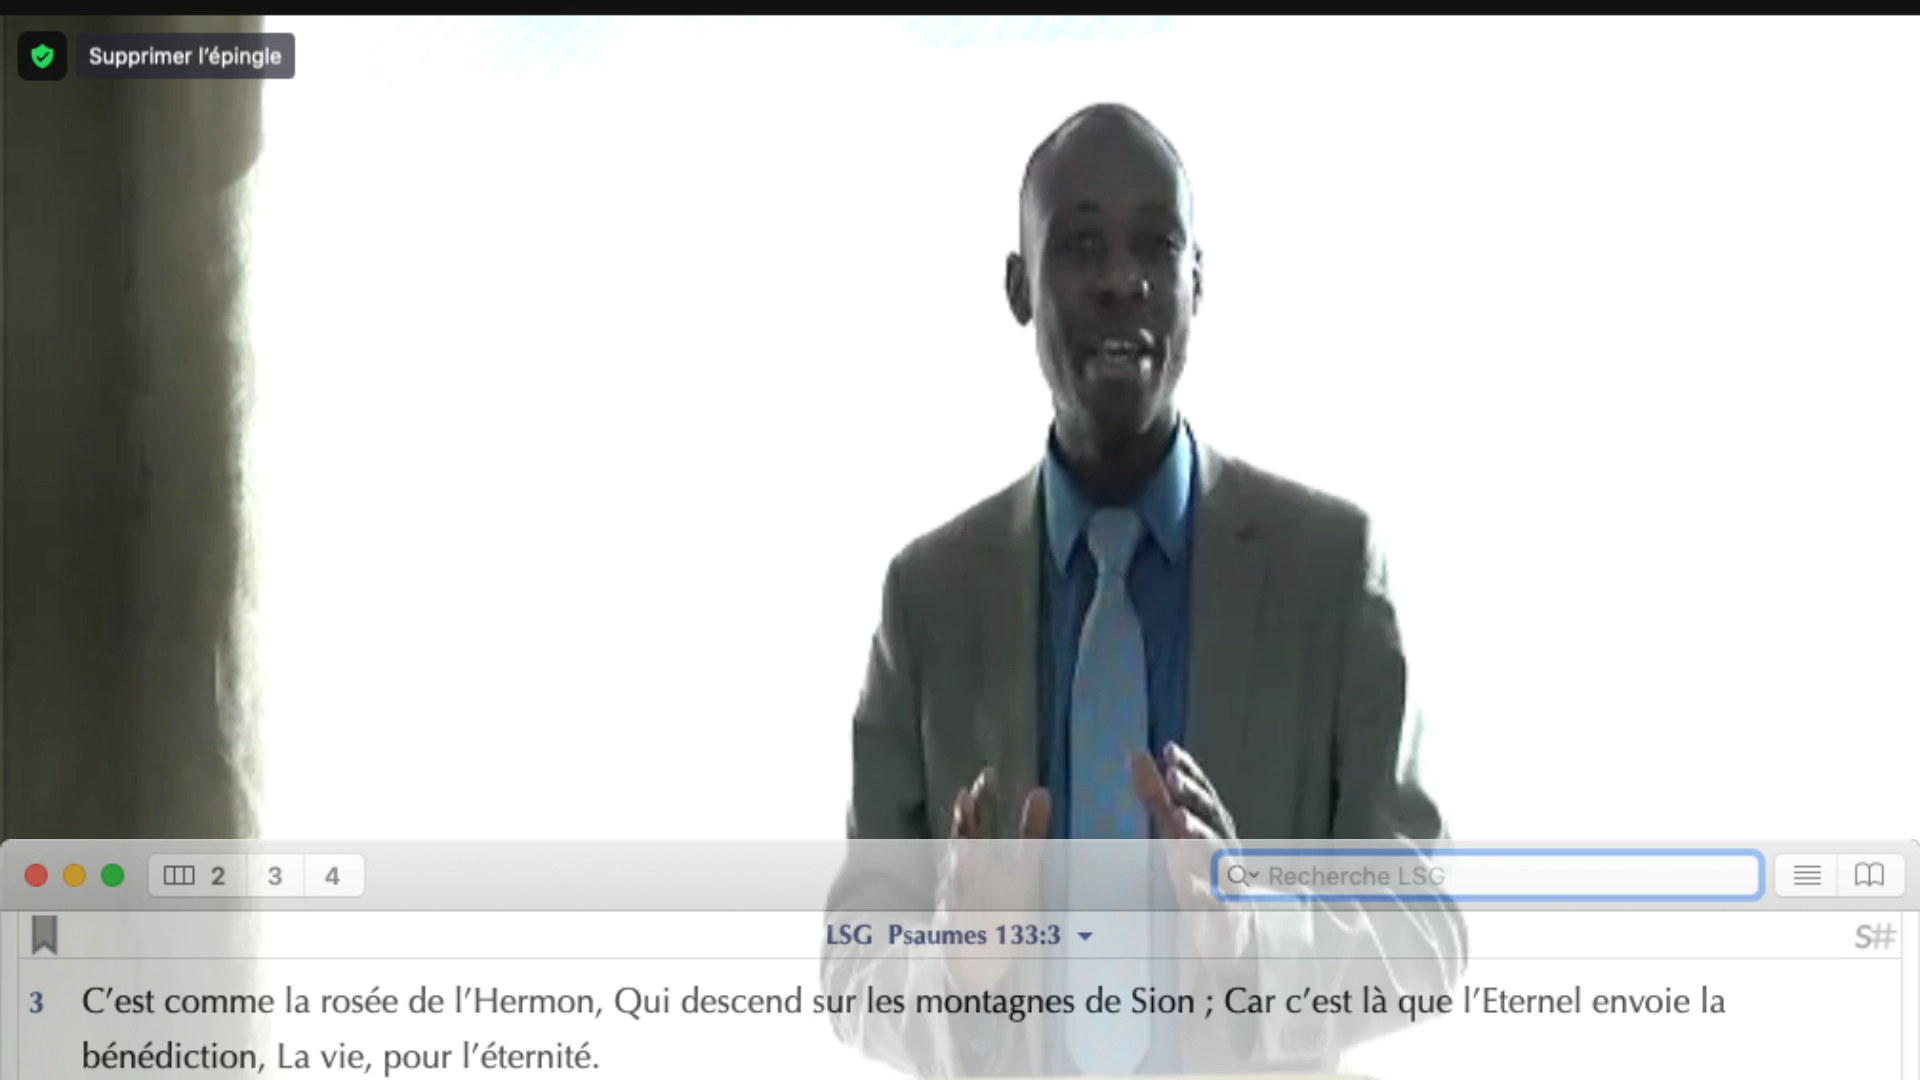 Supprimer l'épingle
2 3 4
Recherche LSG
LSG Psaumes 133:3
S#
3 C’est comme la rosée de l’Hermon, Qui descend sur les montagnes de Sion ; Car c’est là que l’Eternel envoie la
bénédiction, La vie, pour l’éternité.